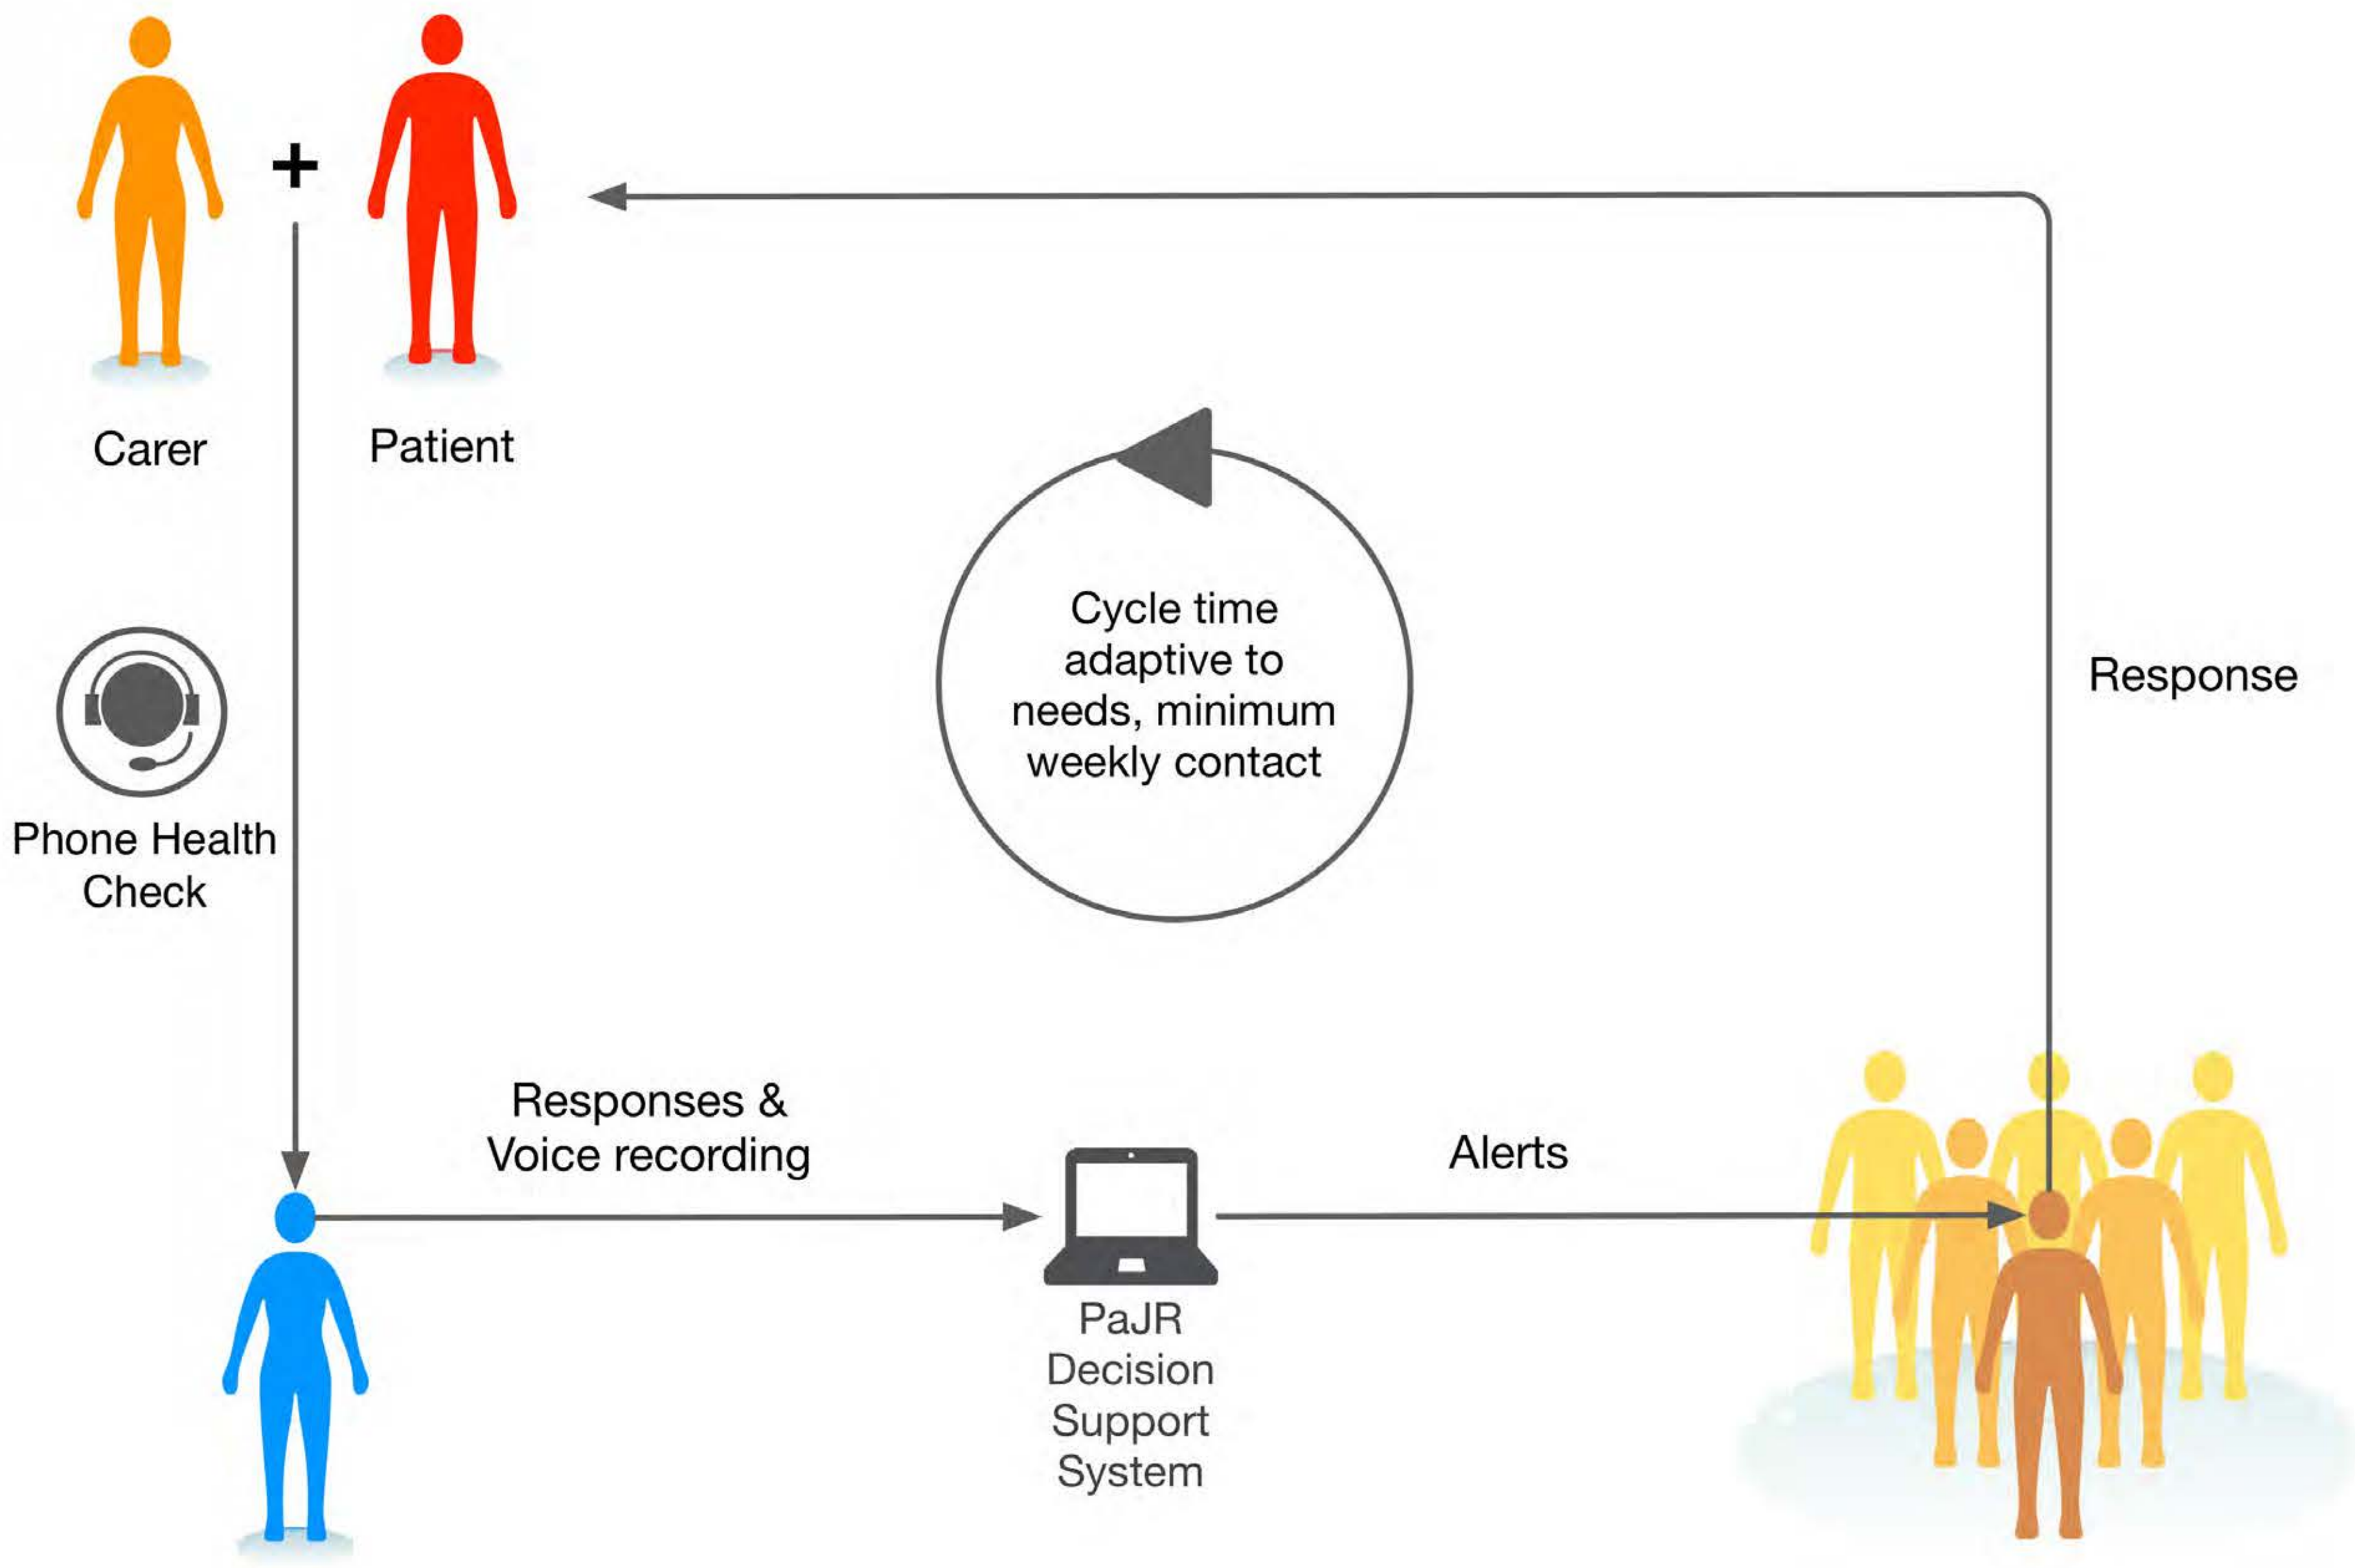 Carer
+
Patient
Cycle time
adaptive to
needs, minimum
weekly contact
Response
Phone Health
Check
Responses &
Voice recording
Alerts
PaJR
Decision
Support
System